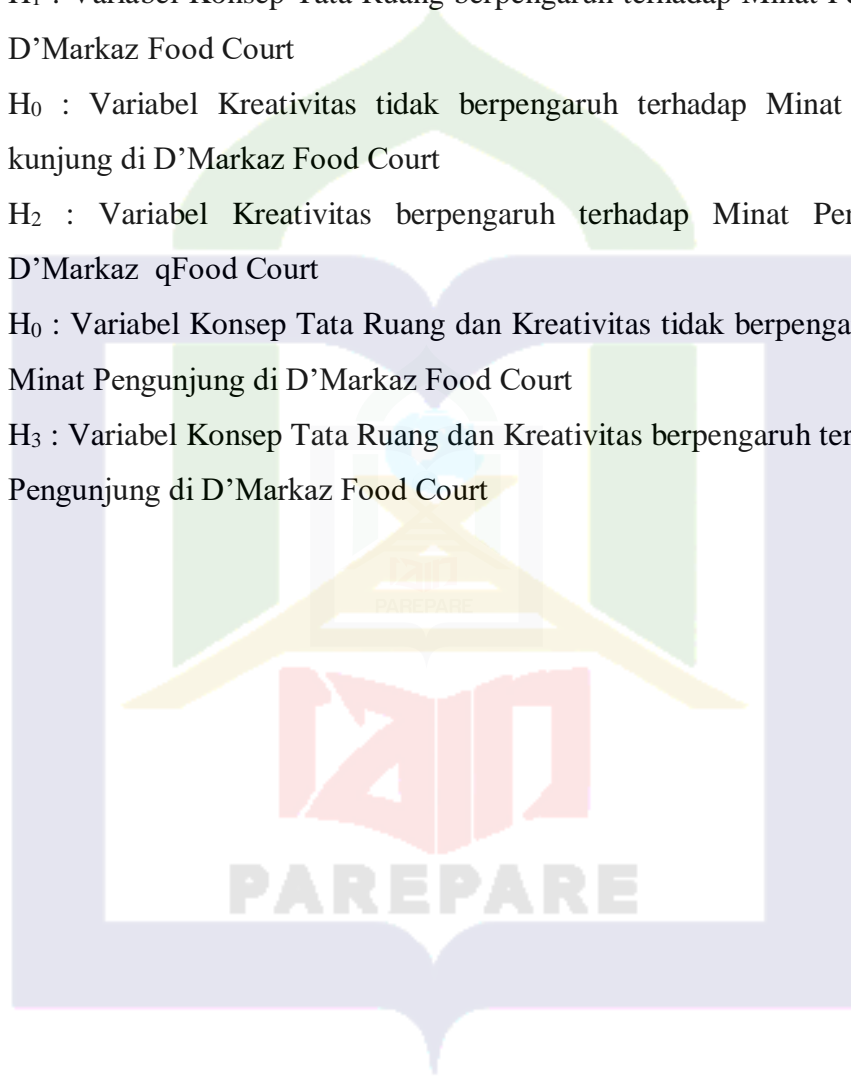 H₁ : Variabel Konsep Tata Ruang berpengaruh terhadap Minat
D’Markaz Food Court
H₀ : Variabel Kreativitas tidak berpengaruh terhadap Minat
kunjung di D’Markaz Food Court
H₂ : Variabel Kreativitas berpengaruh terhadap Minat
D’Markaz qFood Court
H₀ : Variabel Konsep Tata Ruang dan Kreativitas tidak
Minat Pengunjung di D’Markaz Food Court
H₃ : Variabel Konsep Tata Ruang dan Kreativitas berpengaruh
Pengunjung di D’Markaz Food Court
PAREPARE
PAREPARE